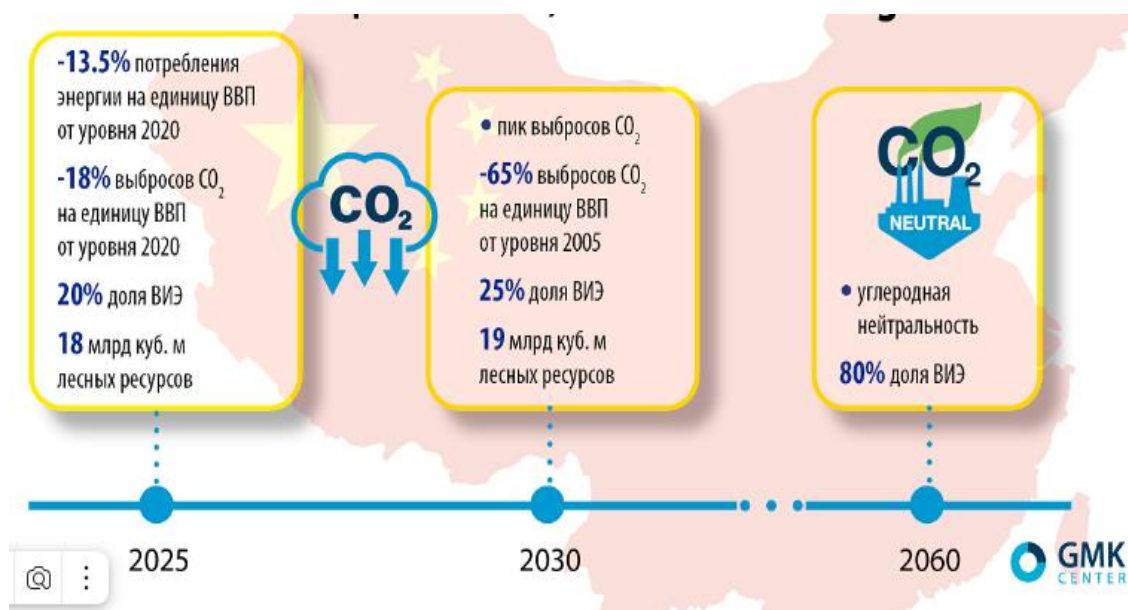 -13.5% потребления
энергии на единицу ВВП
от уровня 2020
-18% выбросов CO₂
на единицу ВВП
от уровня 2020
20% доля ВИЭ
18 млрд куб. м
лесных ресурсов
CO₂
• пик выбросов CO₂
-65% выбросов CO₂
на единицу ВВП
от уровня 2005
25% доля ВИЭ
19 млрд куб. м
лесных ресурсов
CO₂
NEUTRAL
• углеродная
нейтральность
80% доля ВИЭ
2025
2030
2060
GMK
CENTER